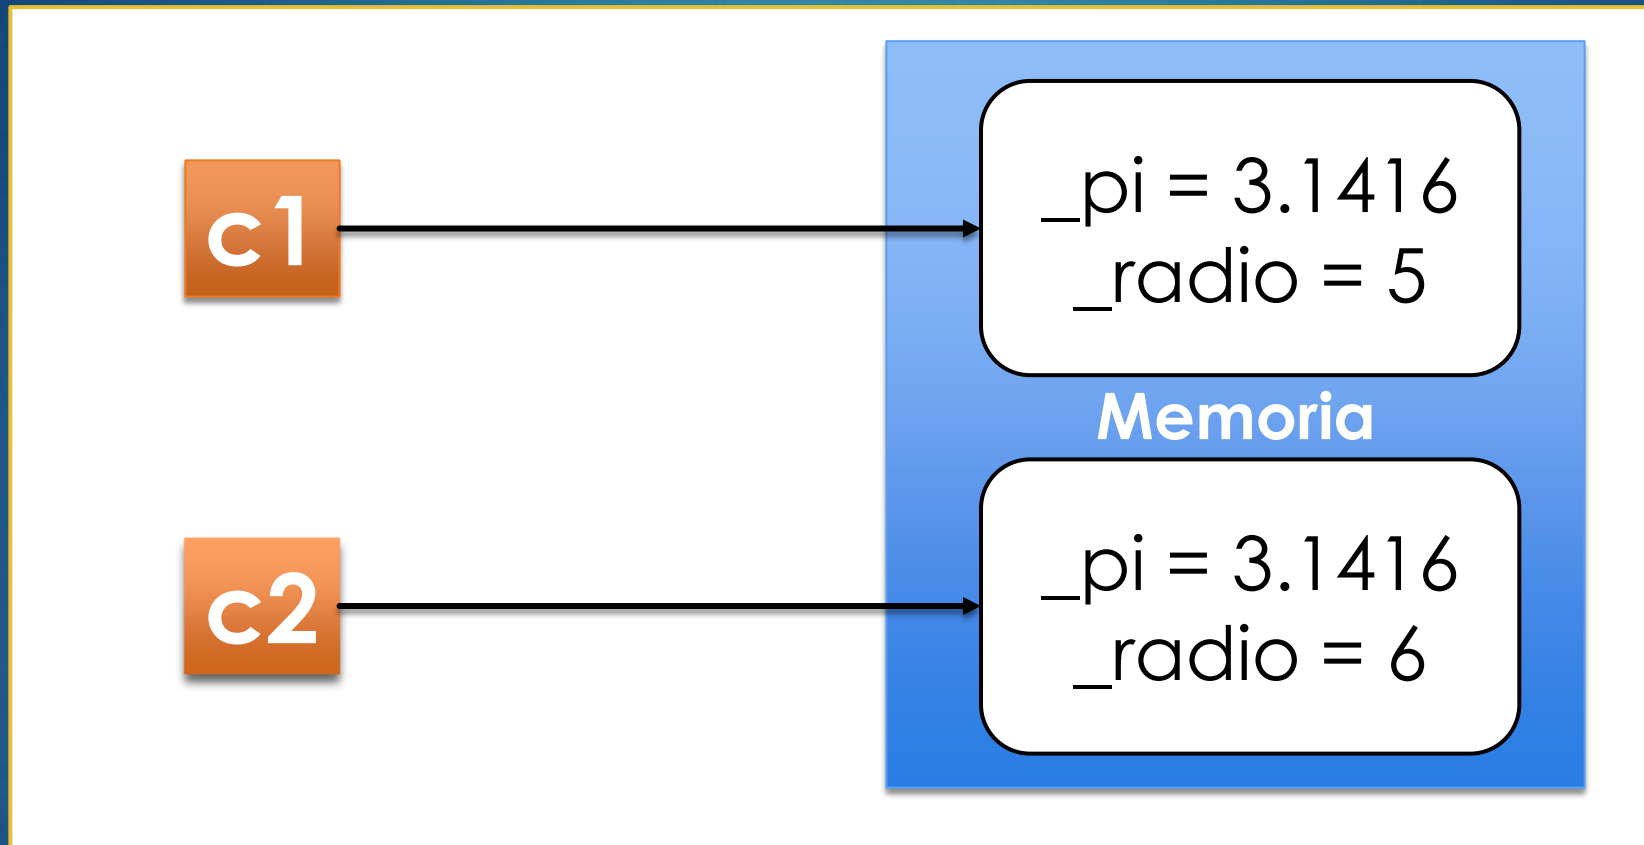 c1
_pi = 3.1416
_radio = 5
Memoria
c2
_pi = 3.1416
_radio = 6